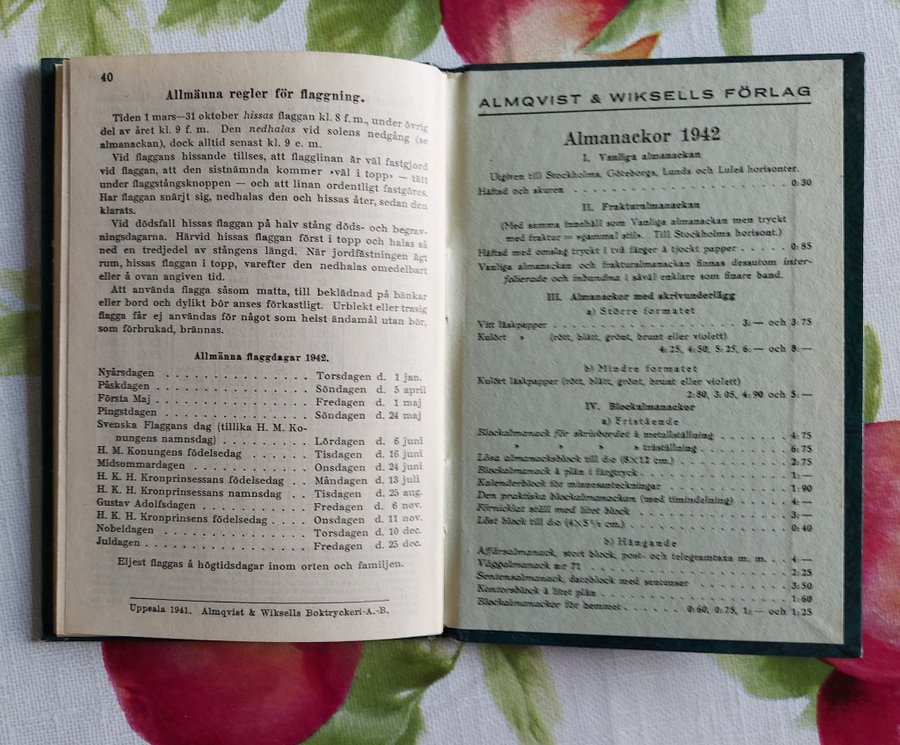 40
Allmänna regler för flaggning.
Tiden 1 mars—31 oktober hissas flaggan kl. 8 f. m., under övrig
del av året kl. 9 f. m. Den nedhalas vid solens nedgång (se
almanackan), dock alltid senast kl. 9 e. m.
Vid flaggans hissande tillses, att flagglinan är väl fastgjord
vid flaggan, att den sistnämnda kommer »väl i topp» — tätt
under flaggstångsknoppen — och att linan ordentligt fastgöres.
Har flaggan snärjt sig, nedhalas den och hissas åter, sedan den
klarats.
Vid dödsfall hissas flaggan på halv stång döds- och begrav-
ningsdagarna. Härvid hissas flaggan först i topp och halas så
ned en tredjedel av stångens längd. När jordfästningen ägt
rum, hissas flaggan i topp, varefter den nedhalas omedelbart
eller å ovan angiven tid.
Att använda flagga såsom matta, till beklädnad på bänkar
eller bord och dylikt bör anses förkastligt. Urblekt eller trasig
flagga får ej användas för något som helst ändamål utan bör,
som förbrukad, brännas.
Allmänna flaggdagar 1942.
Nyårsdagen . . . . . . . . . . . . . . . Torsdagen d. 1 jan.
Påskdagen . . . . . . . . . . . . . . . Söndagen d. 5 april
Första Maj . . . . . . . . . . . . . . . Fredagen d. 1 maj
Pingstdagen . . . . . . . . . . . . . . Söndagen d. 24 maj
Svenska Flaggans dag (tillika H. M. Ko-
nungens namnsdag) . . . . . . . . . Lördagen d. 6 juni
H. M. Konungens födelsedag . . . . . Tisdagen d. 16 juni
Midsommardagen . . . . . . . . . . . Onsdagen d. 24 juni
H. K. H. Kronprinsessans födelsedag . . Måndagen d. 13 juli
H. K. H. Kronprinsessans namnsdag . . Tisdagen d. 25 aug.
Gustav Adolfsdagen . . . . . . . . . . Fredagen d. 6 nov.
H. K. H. Kronprinsens födelsedag . . . . Onsdagen d. 11 nov.
Nobeldagen . . . . . . . . . . . . . . Torsdagen d. 10 dec.
Juldagen . . . . . . . . . . . . . . . . Fredagen d. 25 dec.
Eljest flaggas å högtidsdagar inom orten och familjen.
Uppsala 1941. Almqvist & Wiksells Boktryckeri-A.-B.
ALMQVIST & WIKSELLS FÖRLAG
Almanackor 1942
I. Vanliga almanackan
Utgiven till Stockholms, Göteborgs, Lunds och Luleå horisonter.
Häftad och skuren . . . . . . . . . . . . . . . . 0:30
II. Frakturalmanackan
(Med samma innehåll som Vanliga almanackan men tryckt
med fraktur = »gammal stil». Till Stockholms horisont.)
Häftad med omslag tryckt i två färger å tjockt papper . . . . . 0:85
Vanliga almanackan och frakturalmanackan finnas dessutom inter-
folierade och inbundna i såväl enklare som finare band.
III. Almanackor med skrivunderlägg
a) Större formatet
Vitt läskpapper . . . . . . . . . . . . . . . 3:— och 3:75
Kulört » (rött, blått, grönt, brunt eller violett)
4:25, 4:50, 5:25, 6:— och 8:—
b) Mindre formatet
Kulört läskpapper (rött, blått, grönt, brunt eller violett)
2:80, 3:05, 4:90 och 5:—
IV. Blockalmanackor
a) Fristående
Blockalmanack för skrivbordet å metallställning . . . . . . 4:75
» » » » träställning . . . . . . . 6:75
Lösa almanacksblock till d:o (8×12 cm.) . . . . . . . . 2:75
Blockalmanack å plån i färgtryck . . . . . . . . . . . 1:—
Kalenderblock för minnesanteckningar . . . . . . . . . 1:90
Den praktiska blockalmanackan (med timindelning) . . . . 4:—
Förnicklat ställ med litet block . . . . . . . . . . . . 3:—
Löst block till d:o (4×5½ cm.) . . . . . . . . . . . . 0:40
b) Hängande
Affärsalmanack, stort block, post- och telegramtaxa m. m. . . 4:—
Väggalmanack nr 71 . . . . . . . . . . . . . . . . 2:25
Sentensalmanack, datoblock med sentenser . . . . . . . 3:50
Kontorsblock å litet plån . . . . . . . . . . . . . . 1:60
Blockalmanackor för hemmet . . . . . 0:60, 0:75, 1:— och 1:25